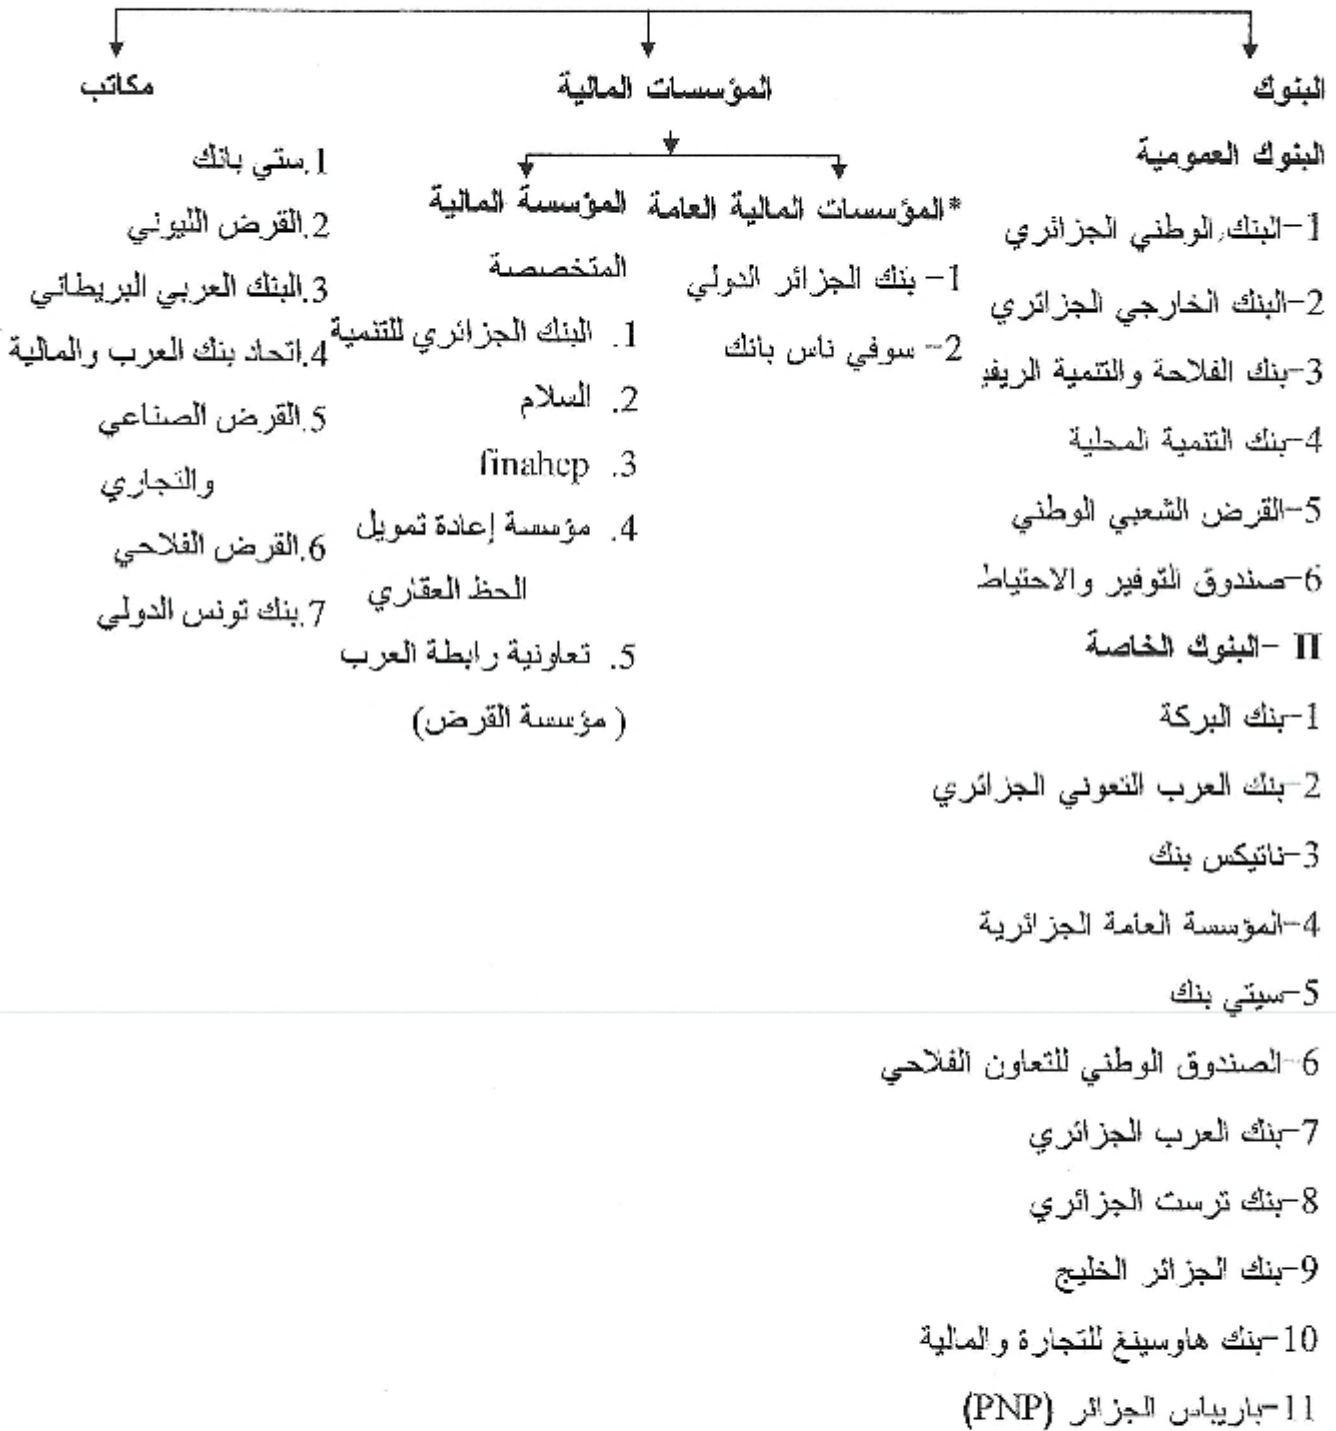 البنوك
البنوك العمومية
1-البنك الوطني الجزائري
2-البنك الخارجي الجزائري
3-بنك الفلاحة والتنمية الريفي
4-بنك التنمية المحلية
5-القرض الشعبي الوطني
6-صندوق التوفير والاحتياط
II -البنوك الخاصة
1-بنك البركة
2-بنك العرب التعوني الجزائري
3-ناتيكس بنك
4-المؤسسة العامة الجزائرية
5-سيتي بنك
6-الصندوق الوطني للتعاون الفلاحي
7-بنك العرب الجزائري
8-بنك ترست الجزائري
9-بنك الجزائر الخليج
10-بنك هاوسينغ للتجارة والمالية
11-باريباس الجزائر (PNP)
المؤسسات المالية
*المؤسسات المالية العامة
1- بنك الجزائر الدولي
2- سوفي ناس بانك
المؤسسة المالية
المتخصصة
1. البنك الجزائري للتنمية
2. السلام
3. finahep
4. مؤسسة إعادة تمويل
الحظ العقاري
5. تعاونية رابطة العرب
( مؤسسة القرض)
مكاتب
1.ستي بانك
2.القرض الليوني
3.البنك العربي البريطاني
4.اتحاد بنك العرب والمالية
5.القرض الصناعي
والتجاري
6.القرض الفلاحي
7.بنك تونس الدولي